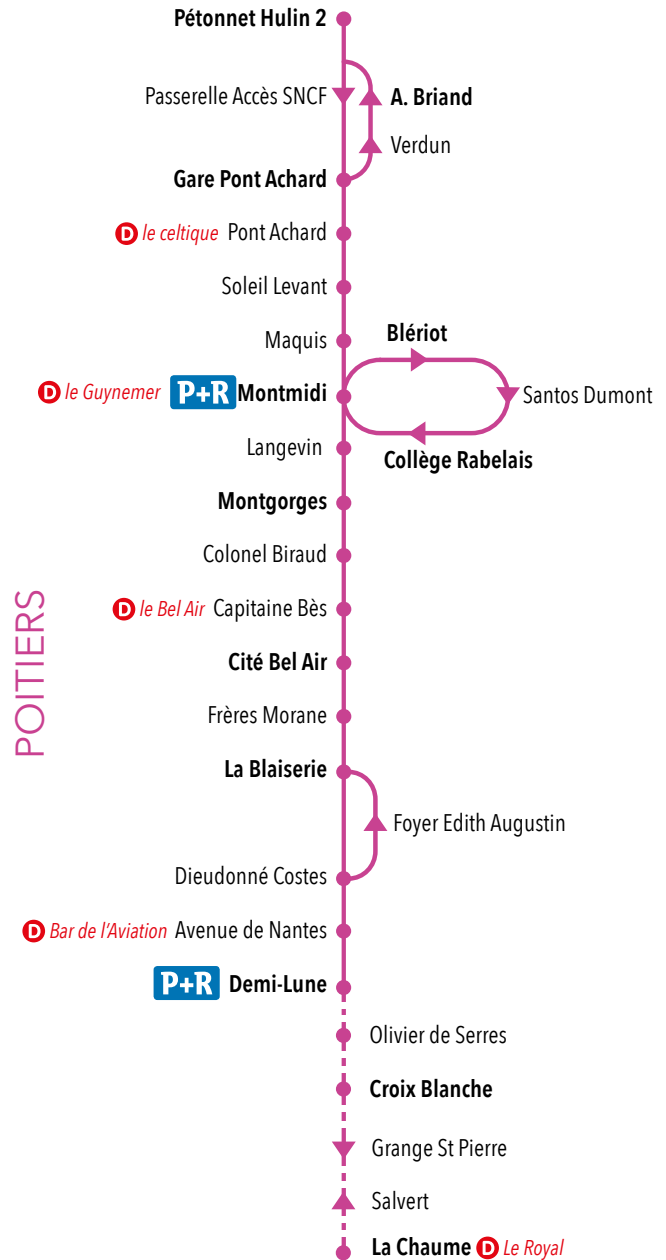 Pétonnet Hulin 2
Passerelle Accès SNCF
A. Briand
Verdun
Gare Pont Achard
D le celtique Pont Achard
Soleil Levant
Maquis
Blériot
D le Guynemer P+R Montmidi
Santos Dumont
Langevin
Collège Rabelais
Montgorges
Colonel Biraud
D le Bel Air Capitaine Bès
POITIERS
Cité Bel Air
Frères Morane
La Blaiserie
Foyer Edith Augustin
Dieudonné Costes
D Bar de l'Aviation Avenue de Nantes
P+R Demi-Lune
Olivier de Serres
Croix Blanche
Grange St Pierre
Salvert
La Chaume D Le Royal